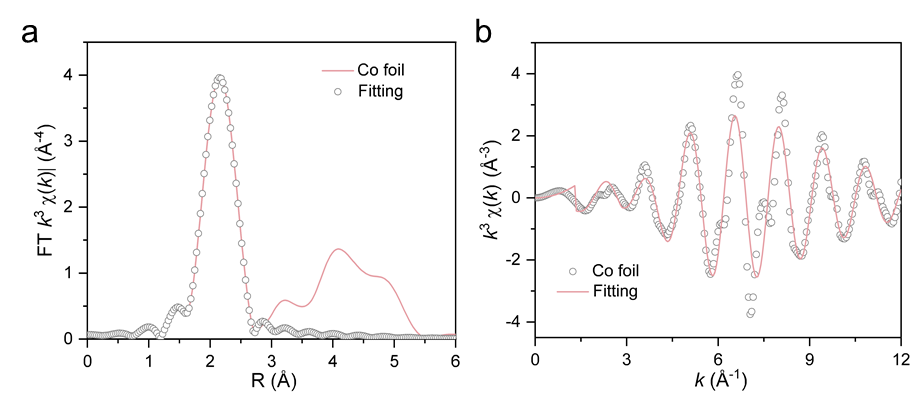 a
FT k³ χ(k)| (Å⁻⁴)
4
3
2
1
0
Co foil
Fitting
0 1 2 3 4 5 6
R (Å)
b
k³ χ(k) (Å⁻³)
4
2
0
-2
-4
Co foil
Fitting
0 3 6 9 12
k (Å⁻¹)